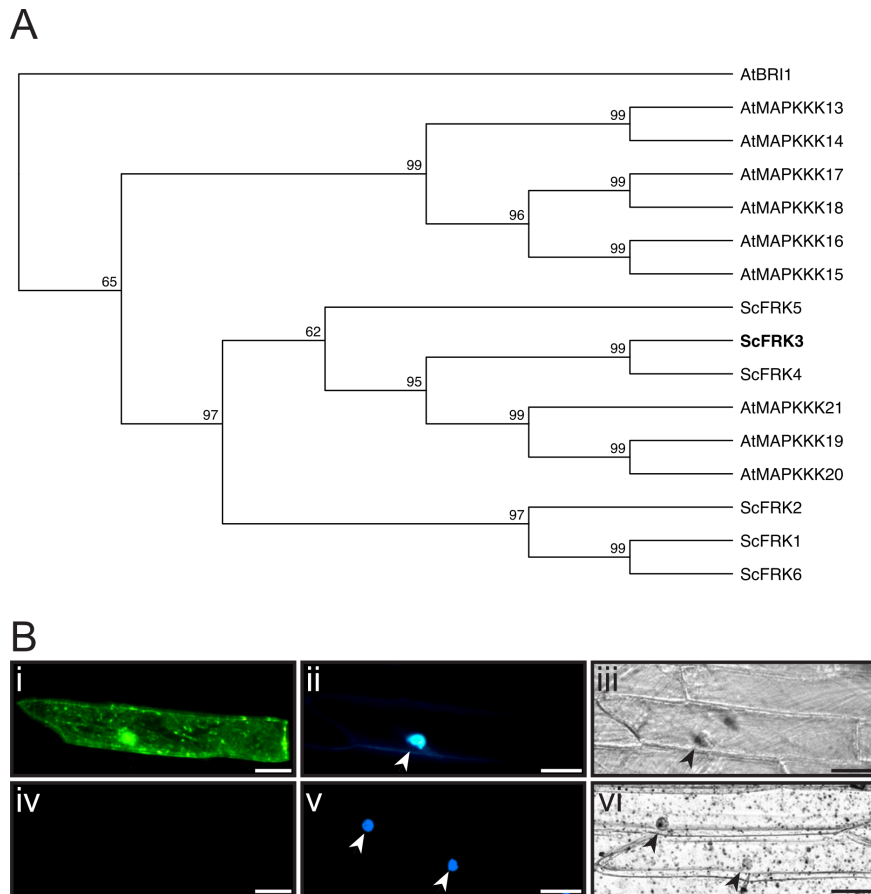 A
AtBRI1
AtMAPKKK13
99
AtMAPKKK14
99
AtMAPKKK17
99
AtMAPKKK18
96
AtMAPKKK16
99
AtMAPKKK15
65
ScFRK5
62
ScFRK3
99
ScFRK4
95
AtMAPKKK21
99
97
AtMAPKKK19
99
AtMAPKKK20
ScFRK2
97
ScFRK1
99
ScFRK6
B
i ii iii
iv v vi